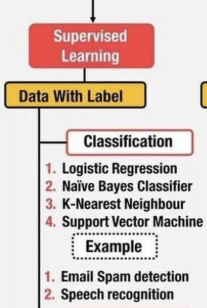 Supervised
Learning
Data With Label
Classification
1. Logistic Regression
2. Naïve Bayes Classifier
3. K-Nearest Neighbour
4. Support Vector Machine
Example
1. Email Spam detection
2. Speech recognition